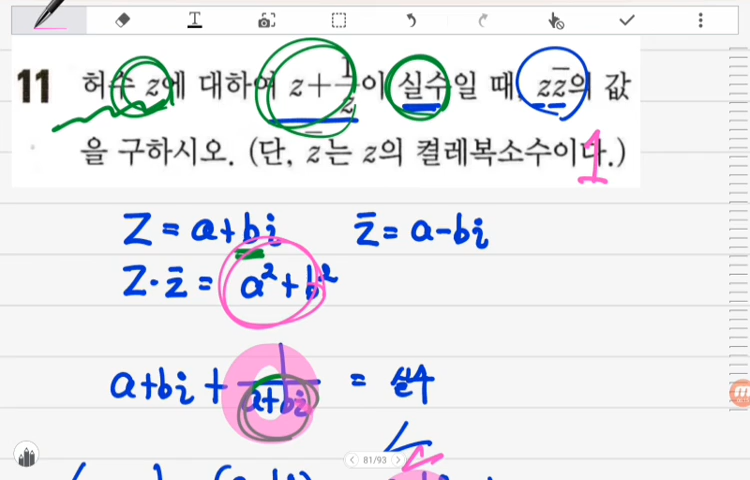 11 허수 z에 대하여 z+1/z이 실수일 때, zz̄의 값
을 구하시오. (단, z̄는 z의 켤레복소수이다.) 1
Z = a+bi z̄ = a-bi
Z·z̄ = a²+b²
a+bi + 1/(a+bi) = 실수
81/93